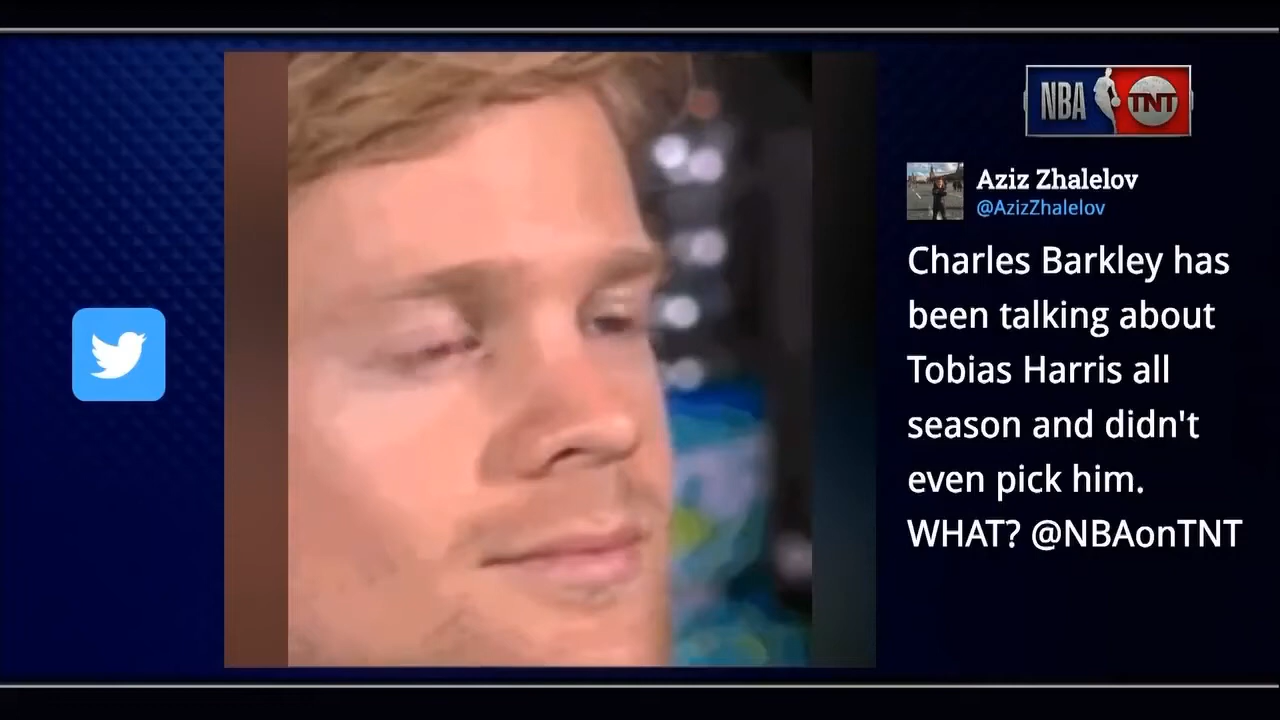 NBA TNT
Aziz Zhalelov
@AzizZhalelov
Charles Barkley has
been talking about
Tobias Harris all
season and didn't
even pick him.
WHAT? @NBAonTNT